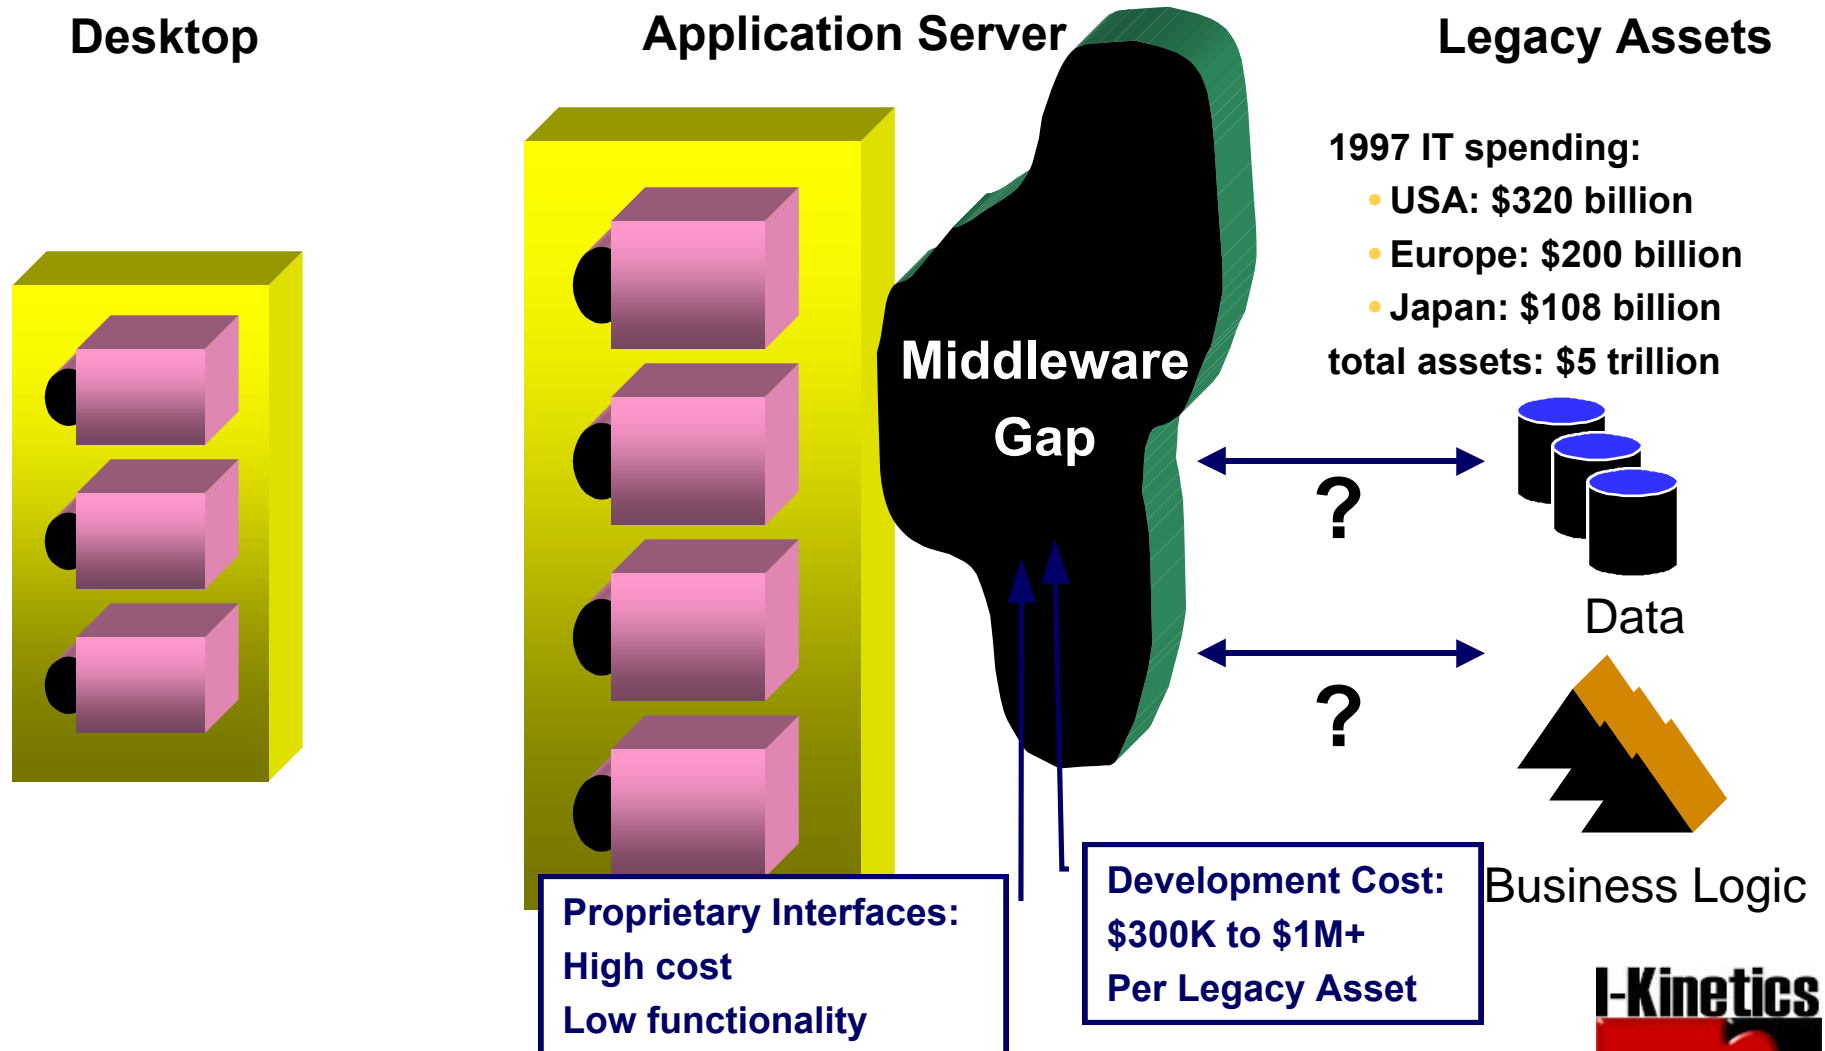 Desktop
Application Server
Legacy Assets
1997 IT spending:
• USA: $320 billion
• Europe: $200 billion
• Japan: $108 billion
total assets: $5 trillion
Middleware
Gap
?
Data
?
Business Logic
Proprietary Interfaces:
High cost
Low functionality
Development Cost:
$300K to $1M+
Per Legacy Asset
I-Kinetics